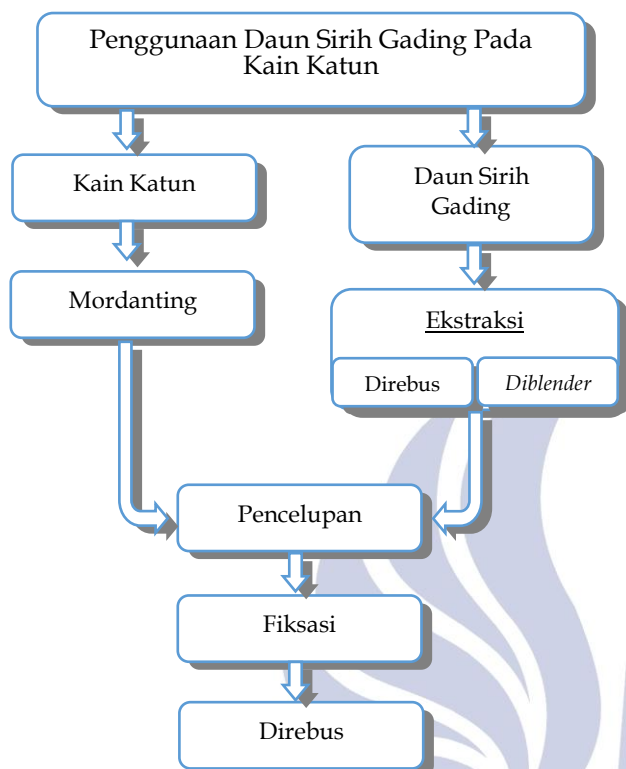 Penggunaan Daun Sirih Gading Pada
Kain Katun
Kain Katun
Daun Sirih
Gading
Mordanting
Ekstraksi
Direbus
Diblender
Pencelupan
Fiksasi
Direbus